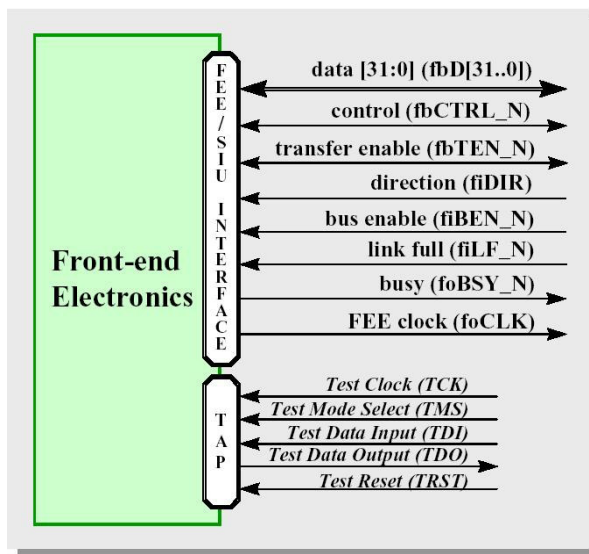 Front-end
Electronics
FEE/SIU INTERFACE
data [31:0] (fbD[31..0])
control (fbCTRL_N)
transfer enable (fbTEN_N)
direction (fiDIR)
bus enable (fiBEN_N)
link full (fiLF_N)
busy (foBSY_N)
FEE clock (foCLK)
TAP
Test Clock (TCK)
Test Mode Select (TMS)
Test Data Input (TDI)
Test Data Output (TDO)
Test Reset (TRST)